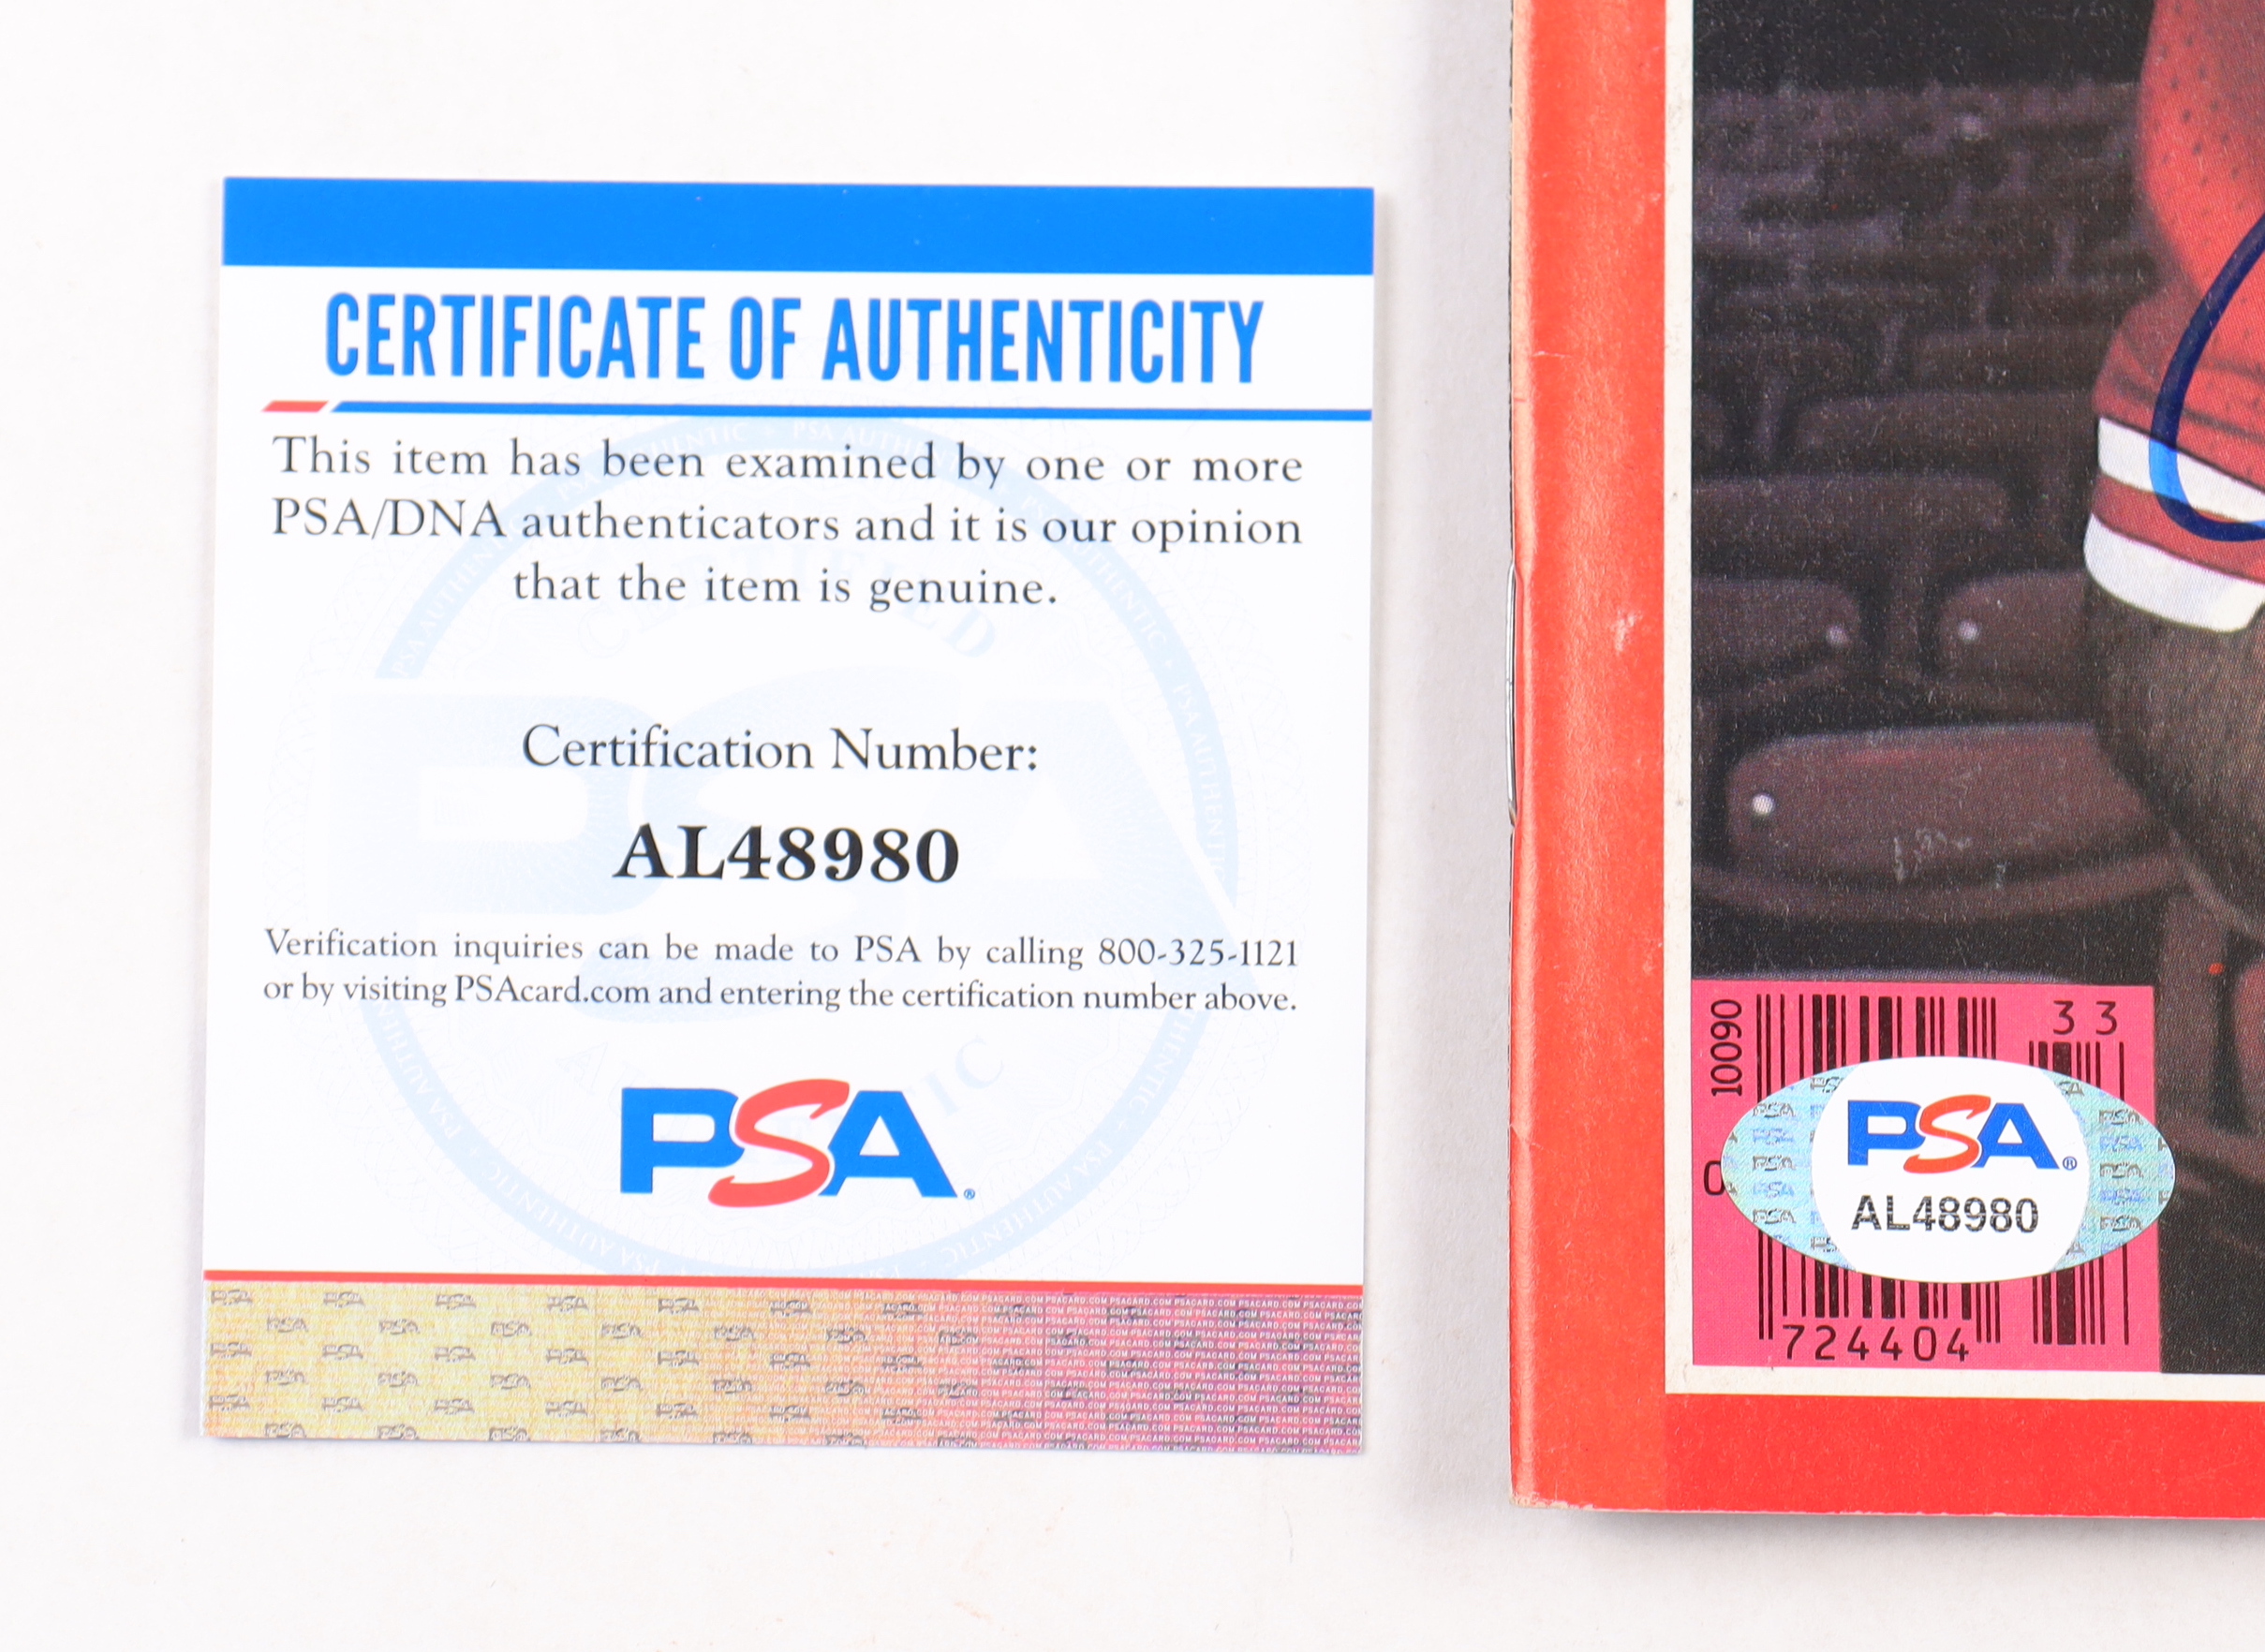 CERTIFICATE OF AUTHENTICITY
This item has been examined by one or more
PSA/DNA authenticators and it is our opinion
that the item is genuine.
Certification Number:
AL48980
Verification inquiries can be made to PSA by calling 800-325-1121
or by visiting PSAcard.com and entering the certification number above.
PSA®
10090
33
0
PSA®
AL48980
724404